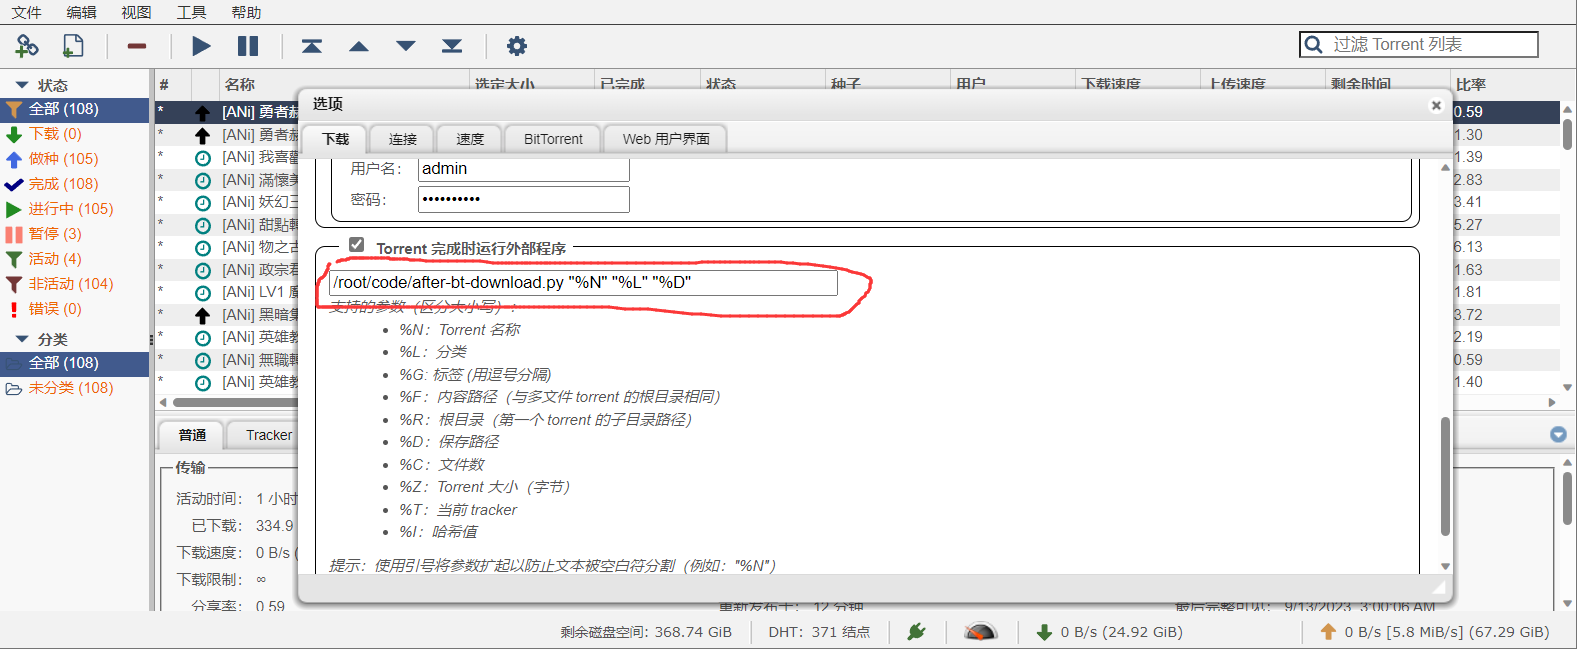 文件 编辑 视图 工具 帮助
过滤 Torrent 列表
状态
全部 (108)
下载 (0)
做种 (105)
完成 (108)
进行中 (105)
暂停 (3)
活动 (4)
非活动 (104)
错误 (0)
分类
全部 (108)
未分类 (108)
# 名称 选定大小 已完成 状态 种子 用户 下载速度 上传速度 剩余时间 比率
* [ANi] 勇者赫 0.59
* [ANi] 勇者赫 1.30
* [ANi] 我喜歡 1.39
* [ANi] 滿懷美 2.83
* [ANi] 妖幻三 3.41
* [ANi] 甜點轉 5.27
* [ANi] 物之古 6.13
* [ANi] 政宗君 1.63
* [ANi] LV1 魔 1.81
* [ANi] 黑暗集 3.72
* [ANi] 英雄教 2.19
* [ANi] 無職轉 0.59
* [ANi] 英雄教 1.40
选项
下载 连接 速度 BitTorrent Web 用户界面
用户名： admin
密码： ••••••••••
Torrent 完成时运行外部程序
/root/code/after-bt-download.py "%N" "%L" "%D"
支持的参数（区分大小写）：
• %N：Torrent 名称
• %L：分类
• %G: 标签 (用逗号分隔)
• %F：内容路径（与多文件 torrent 的根目录相同）
• %R：根目录（第一个 torrent 的子目录路径）
• %D：保存路径
• %C：文件数
• %Z：Torrent 大小（字节）
• %T：当前 tracker
• %I：哈希值
提示：使用引号将参数扩起以防止文本被空白符分割（例如："%N"）
普通 Tracker
传输
活动时间： 1 小时
已下载： 334.9
下载速度： 0 B/s (
下载限制： ∞
分享率： 0.59
重新发布于： 12 分钟
最后完整可见： 9/13/2023, 3:00:06 AM
剩余磁盘空间: 368.74 GiB DHT：371 结点 0 B/s (24.92 GiB) 0 B/s [5.8 MiB/s] (67.29 GiB)